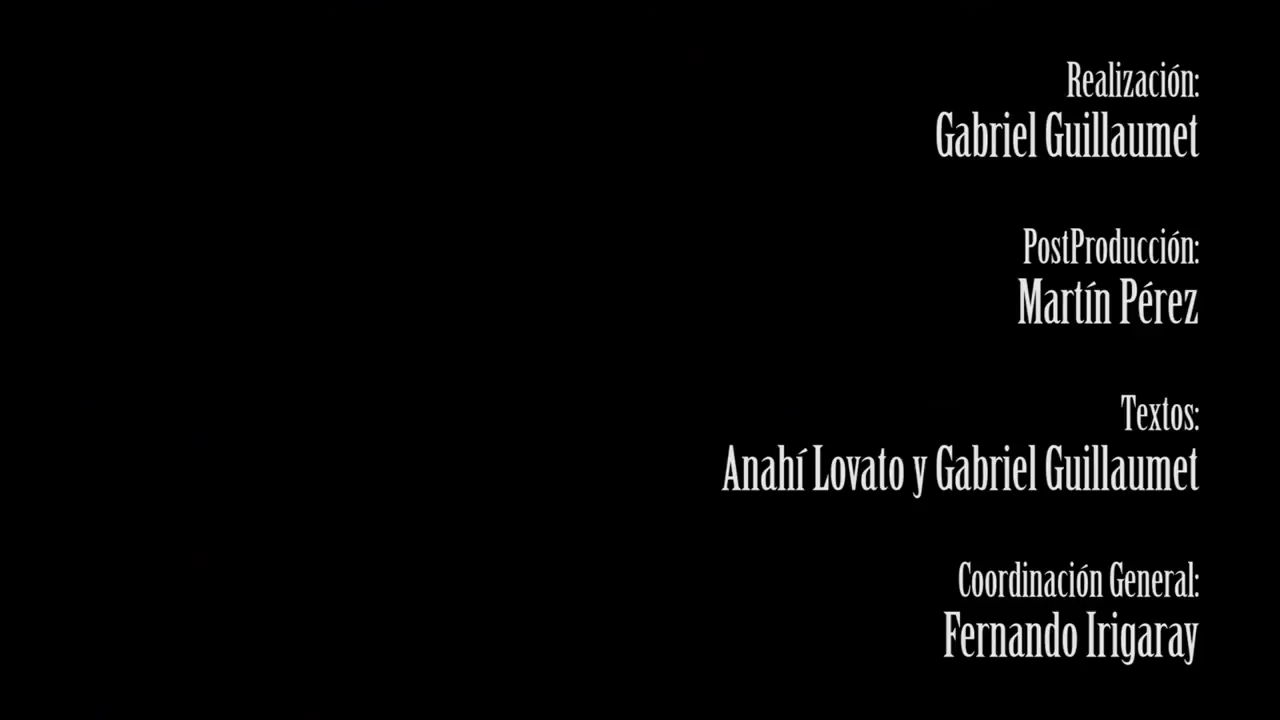 Realización:
Gabriel Guillaumet
PostProducción:
Martín Pérez
Textos:
Anahí Lovato y Gabriel Guillaumet
Coordinación General:
Fernando Irigaray